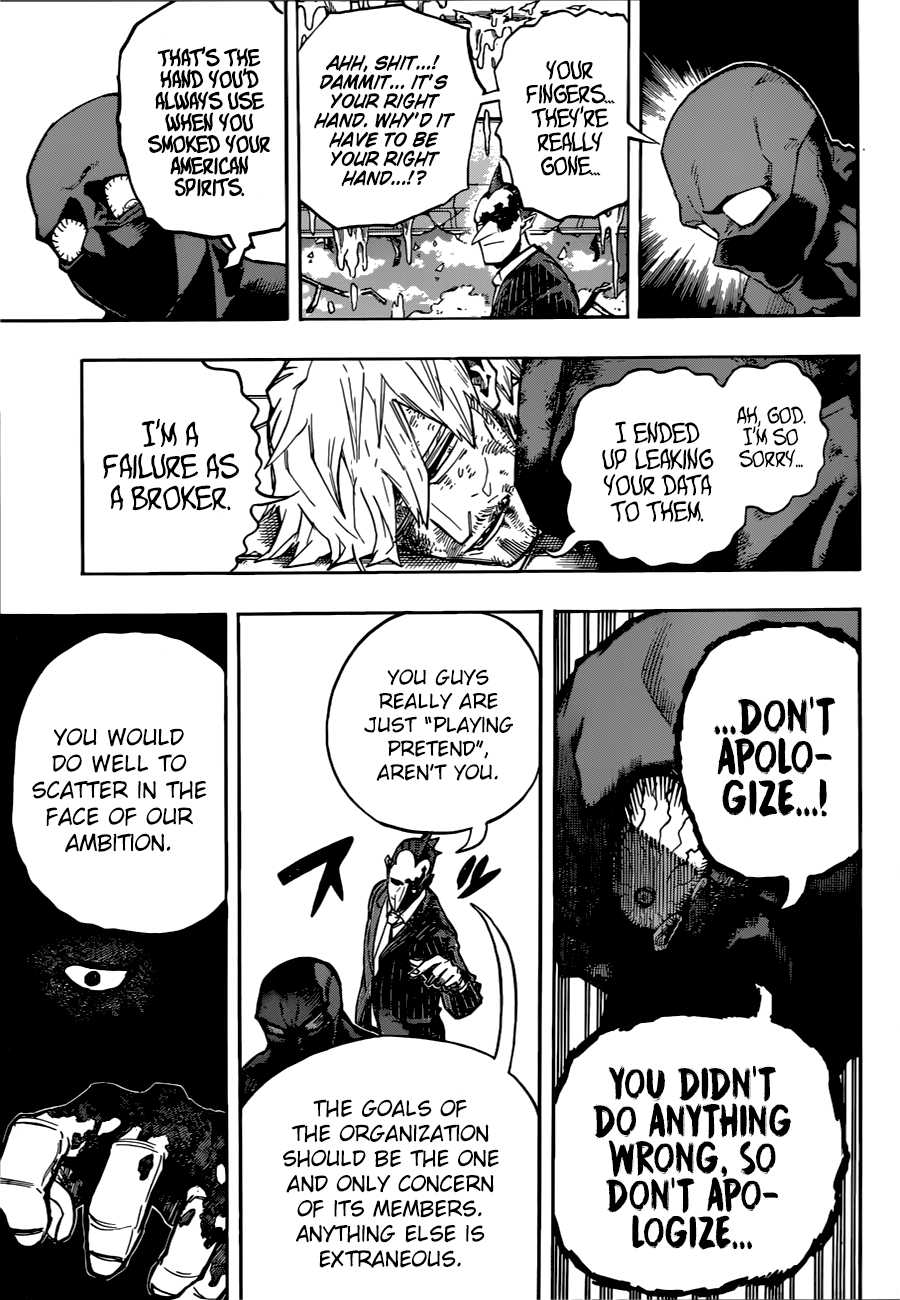 YOUR
FINGERS...
THEY'RE
REALLY
GONE...
AHH, SHIT...!
DAMMIT... IT'S
YOUR RIGHT
HAND. WHY'D IT
HAVE TO BE
YOUR RIGHT
HAND...!?
THAT'S THE
HAND YOU'D
ALWAYS USE
WHEN YOU
SMOKED YOUR
AMERICAN
SPIRITS.
AH, GOD.
I'M SO
SORRY...
I ENDED
UP LEAKING
YOUR DATA
TO THEM.
I'M A
FAILURE AS
A BROKER.
...DON'T
APOLO-
GIZE...!
YOU DIDN'T
DO ANYTHING
WRONG, SO
DON'T APO-
LOGIZE...
YOU GUYS
REALLY ARE
JUST "PLAYING
PRETEND",
AREN'T YOU.
スッ
THE GOALS OF
THE ORGANIZATION
SHOULD BE THE ONE
AND ONLY CONCERN
OF ITS MEMBERS.
ANYTHING ELSE IS
EXTRANEOUS.
YOU WOULD
DO WELL TO
SCATTER IN THE
FACE OF OUR
AMBITION.